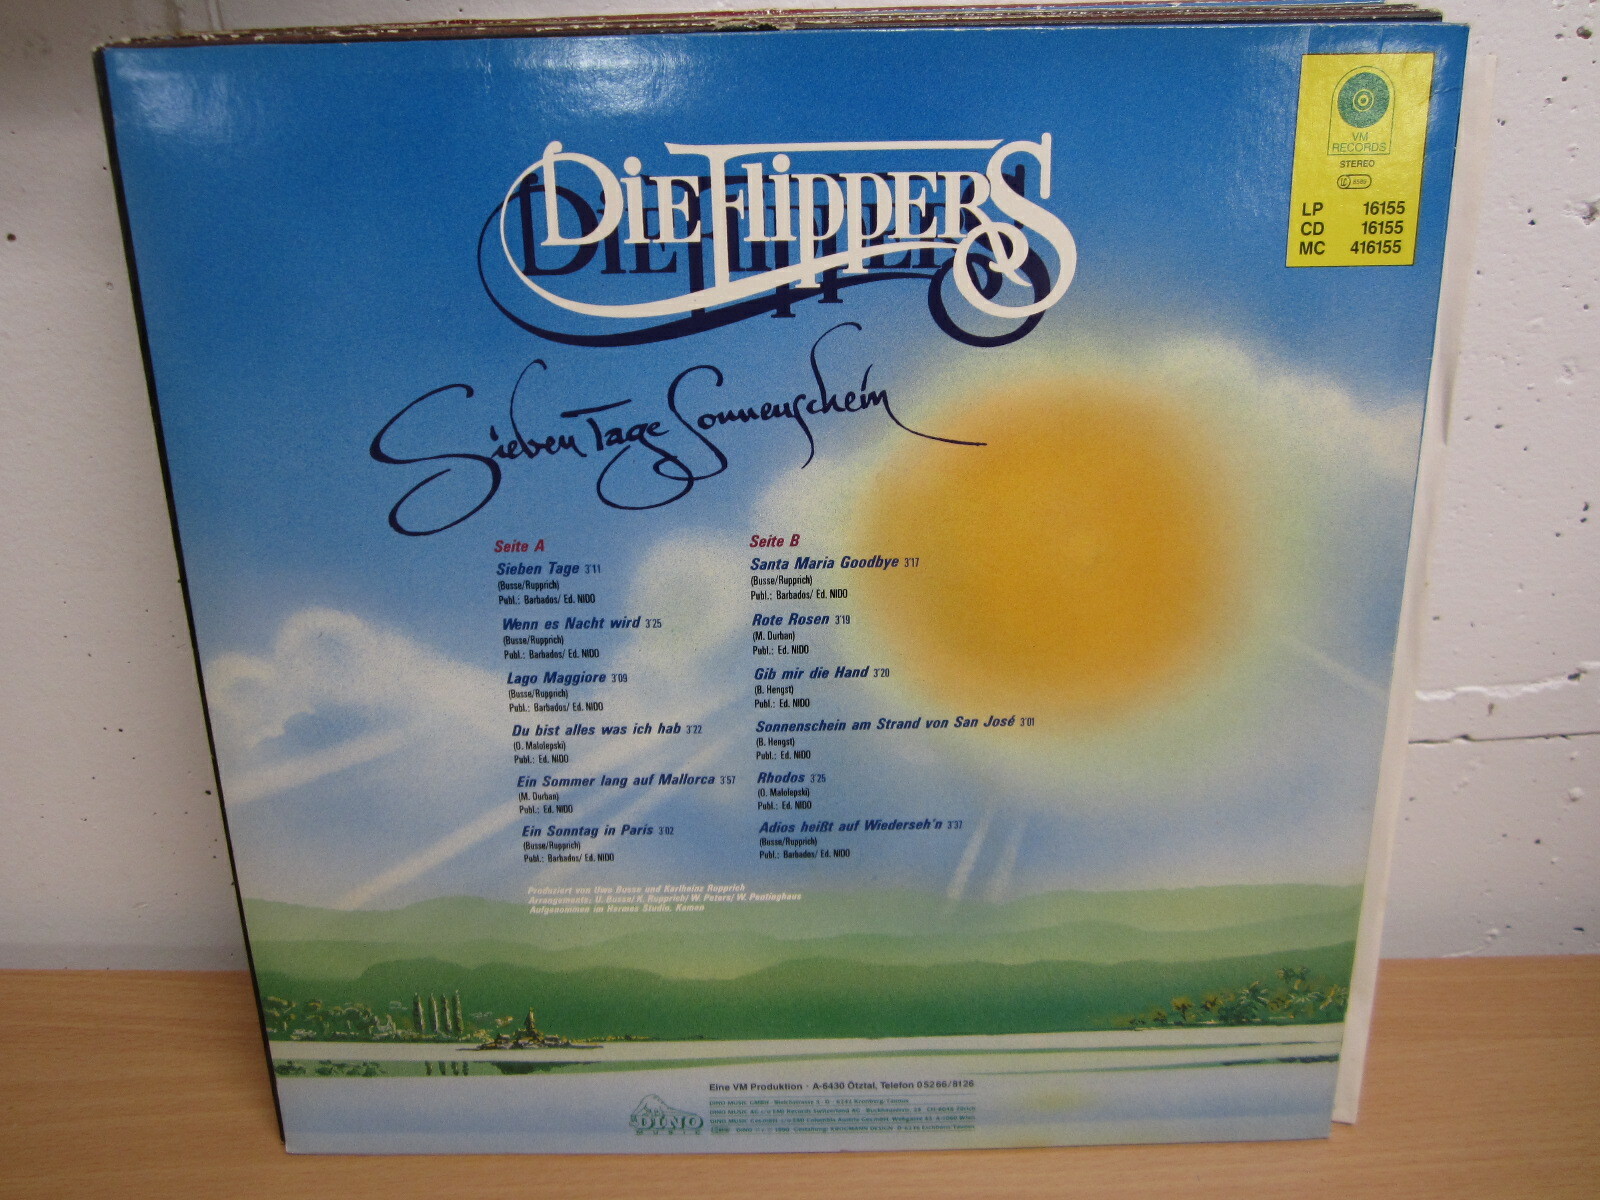 Die Flippers
Sieben Tage Sonnenschein
VM
RECORDS
STEREO
LP 16155
CD 16155
MC 416155
Seite A
Sieben Tage 3'11
(Busse/Rupprich)
Publ.: Barbados/ Ed. NIDO
Wenn es Nacht wird 3'25
(Busse/Rupprich)
Publ.: Barbados/ Ed. NIDO
Lago Maggiore 3'09
(Busse/Rupprich)
Publ.: Barbados/ Ed. NIDO
Du bist alles was ich hab 3'22
(O. Malolepski)
Publ.: Ed. NIDO
Ein Sommer lang auf Mallorca 3'57
(M. Durban)
Publ.: Ed. NIDO
Ein Sonntag in Paris 3'02
(Busse/Rupprich)
Publ.: Barbados/ Ed. NIDO
Seite B
Santa Maria Goodbye 3'17
(Busse/Rupprich)
Publ.: Barbados/ Ed. NIDO
Rote Rosen 3'19
(M. Durban)
Publ.: Ed. NIDO
Gib mir die Hand 3'20
(B. Hengst)
Publ.: Ed. NIDO
Sonnenschein am Strand von San José 3'01
(B. Hengst)
Publ.: Ed. NIDO
Rhodos 3'25
(O. Malolepski)
Publ.: Ed. NIDO
Adios heißt auf Wiederseh'n 3'37
(Busse/Rupprich)
Publ.: Barbados/ Ed. NIDO
Produziert von Uwe Busse und Karlheinz Rupprich
Arrangements: U. Busse/K. Rupprich/ W. Peters/ W. Pentinghaus
Aufgenommen im Hermes Studio, Kamen
Eine VM Produktion · A-6430 Ötztal, Telefon 05266/8126
DINO
MUSIC